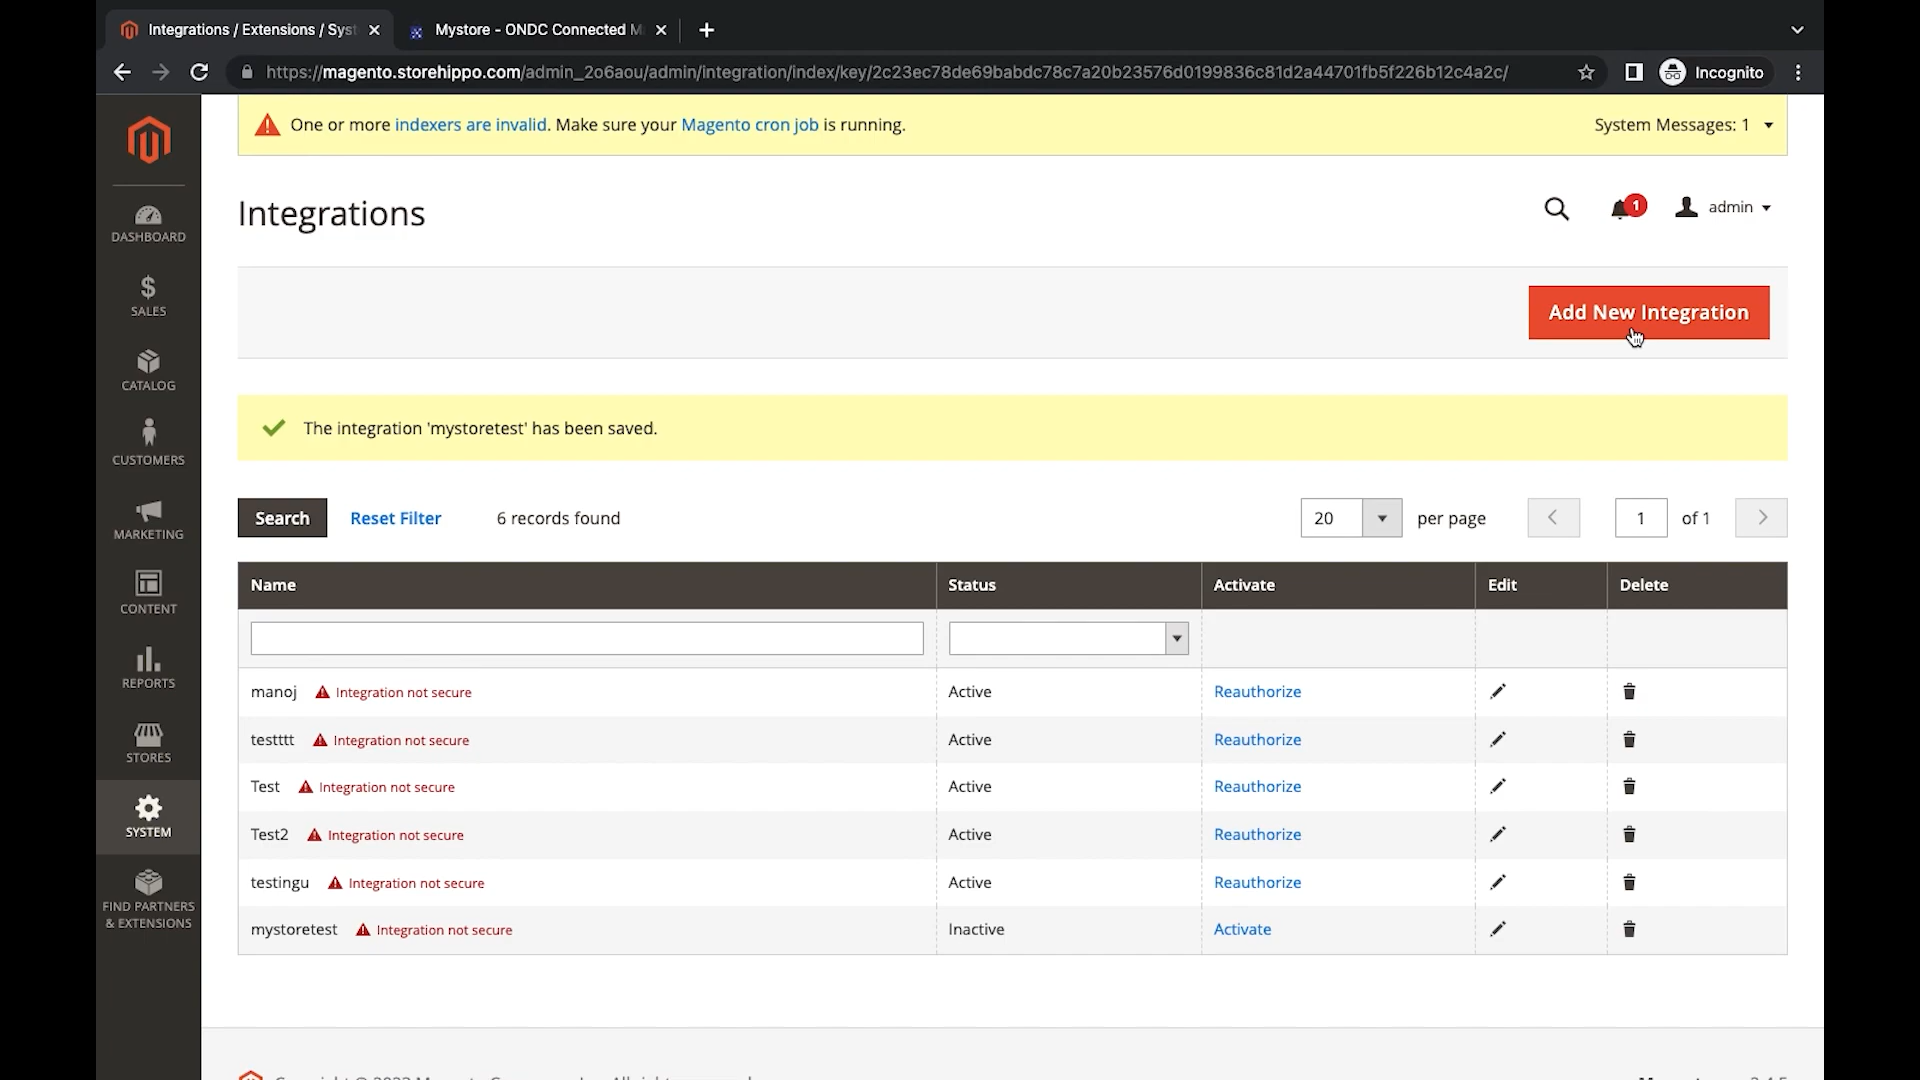 Integrations / Extensions / Syst
Mystore - ONDC Connected M
https://magento.storehippo.com/admin_2o6aou/admin/integration/index/key/2c23ec78de69babdc78c7a20b23576d0199836c81d2a44701fb5f226b12c4a2c/
Incognito
One or more indexers are invalid. Make sure your Magento cron job is running.
System Messages: 1
Integrations
1
admin
DASHBOARD
SALES
CATALOG
CUSTOMERS
MARKETING
CONTENT
REPORTS
STORES
SYSTEM
FIND PARTNERS
& EXTENSIONS
Add New Integration
The integration 'mystoretest' has been saved.
Search Reset Filter 6 records found 20 per page 1 of 1
Name Status Activate Edit Delete
manoj Integration not secure Active Reauthorize
testttt Integration not secure Active Reauthorize
Test Integration not secure Active Reauthorize
Test2 Integration not secure Active Reauthorize
testingu Integration not secure Active Reauthorize
mystoretest Integration not secure Inactive Activate